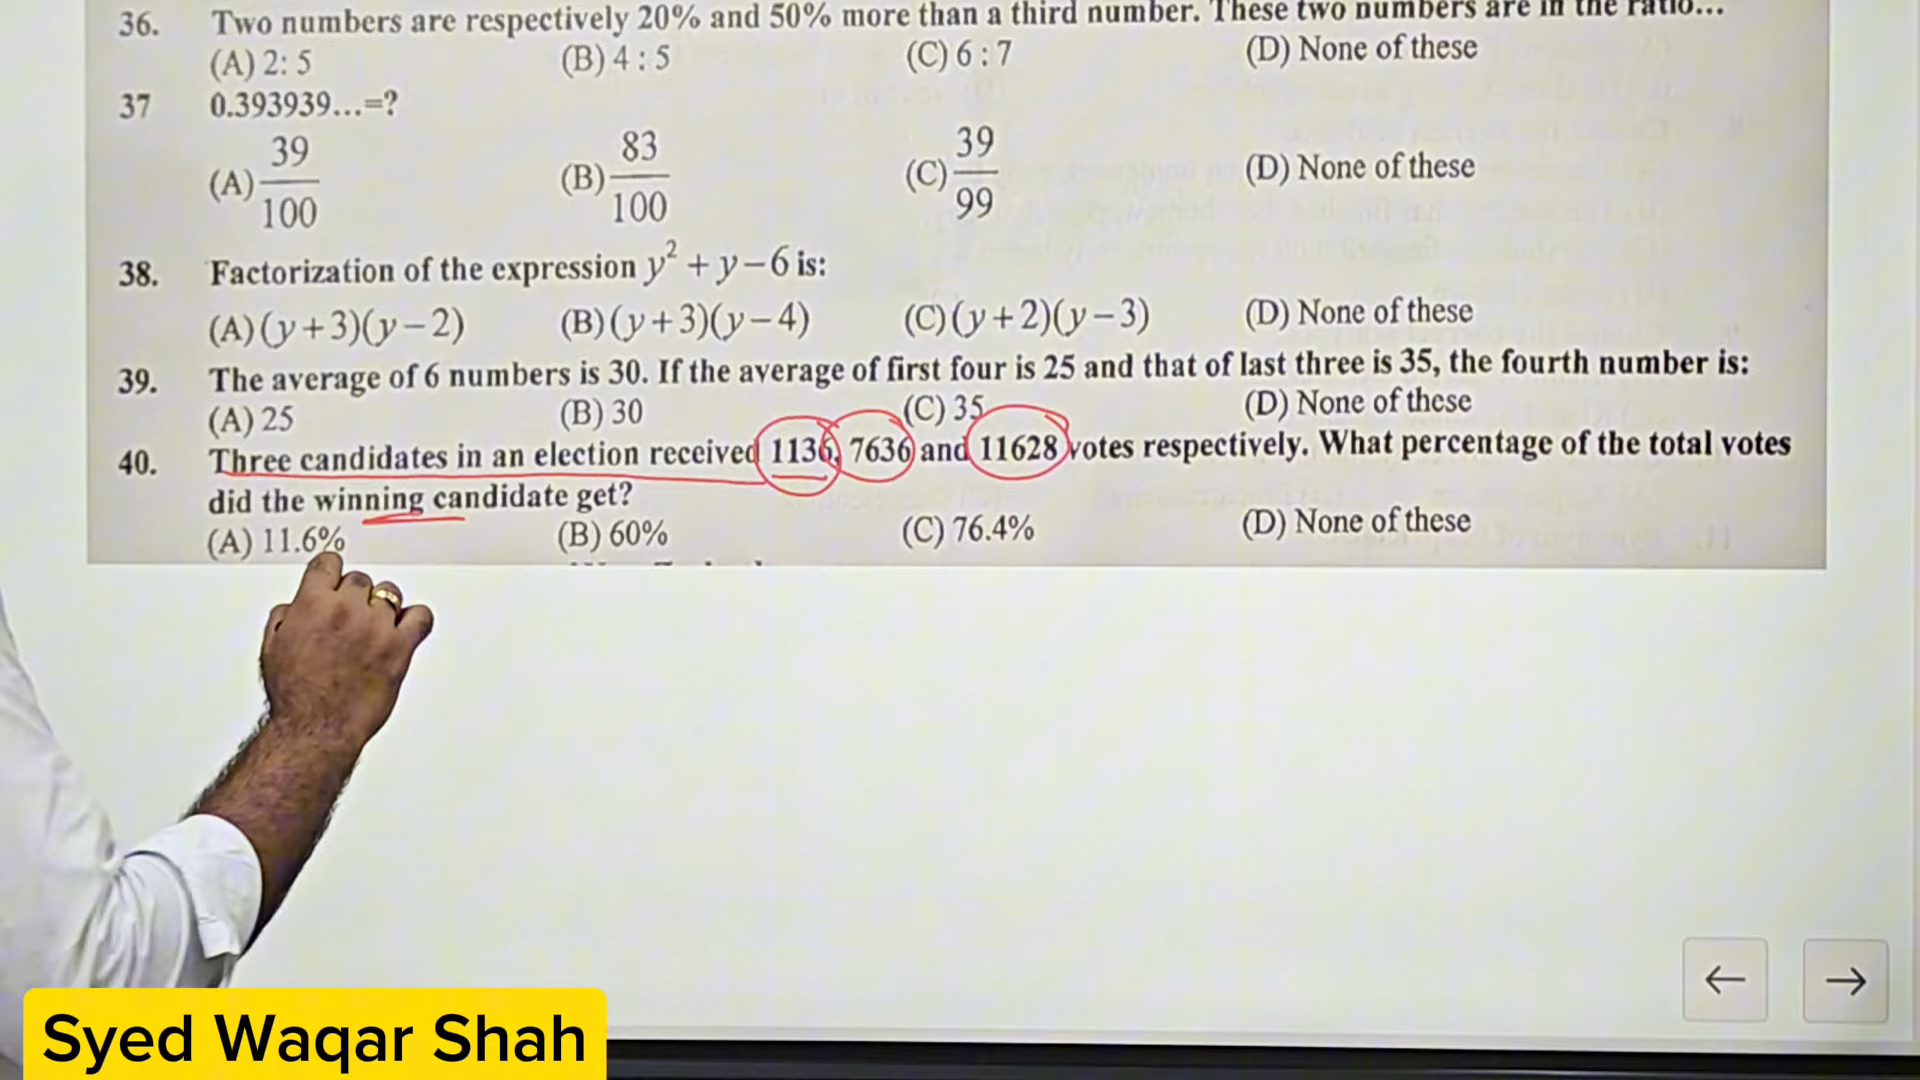 36. Two numbers are respectively 20% and 50% more than a third number. These two numbers are in the ratio...
(A) 2: 5 (B) 4 : 5 (C) 6 : 7 (D) None of these
37 0.393939...=?
(A) 39/100 (B) 83/100 (C) 39/99 (D) None of these
38. Factorization of the expression y² + y − 6 is:
(A) (y+3)(y−2) (B) (y+3)(y−4) (C) (y+2)(y−3) (D) None of these
39. The average of 6 numbers is 30. If the average of first four is 25 and that of last three is 35, the fourth number is:
(A) 25 (B) 30 (C) 35 (D) None of these
40. Three candidates in an election received 1136, 7636 and 11628 votes respectively. What percentage of the total votes
did the winning candidate get?
(A) 11.6% (B) 60% (C) 76.4% (D) None of these
Syed Waqar Shah